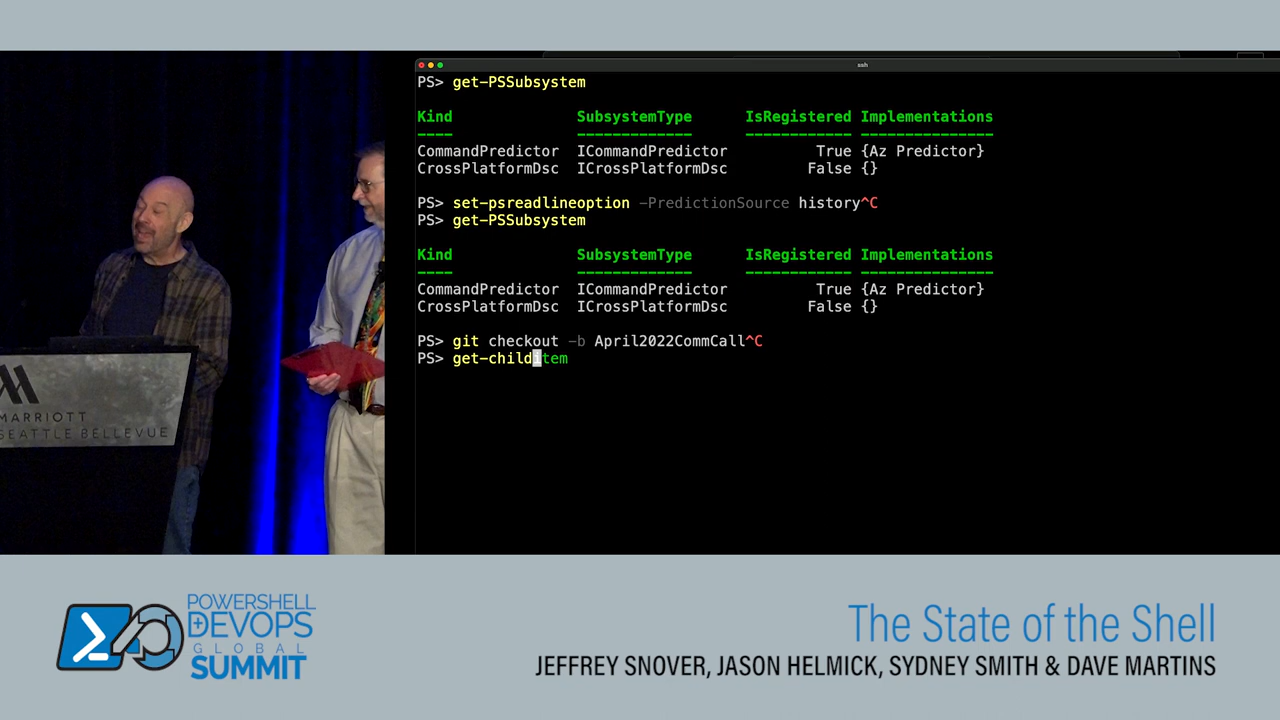 zsh
PS> get-PSSubsystem
Kind SubsystemType IsRegistered Implementations
---- ------------- ------------ ---------------
CommandPredictor ICommandPredictor True {Az Predictor}
CrossPlatformDsc ICrossPlatformDsc False {}
PS> set-psreadlineoption -PredictionSource history^C
PS> get-PSSubsystem
Kind SubsystemType IsRegistered Implementations
---- ------------- ------------ ---------------
CommandPredictor ICommandPredictor True {Az Predictor}
CrossPlatformDsc ICrossPlatformDsc False {}
PS> git checkout -b April2022CommCall^C
PS> get-childitem
MARRIOTT
SEATTLE BELLEVUE
POWERSHELL
+DEVOPS
GLOBAL
SUMMIT
The State of the Shell
JEFFREY SNOVER, JASON HELMICK, SYDNEY SMITH & DAVE MARTINS